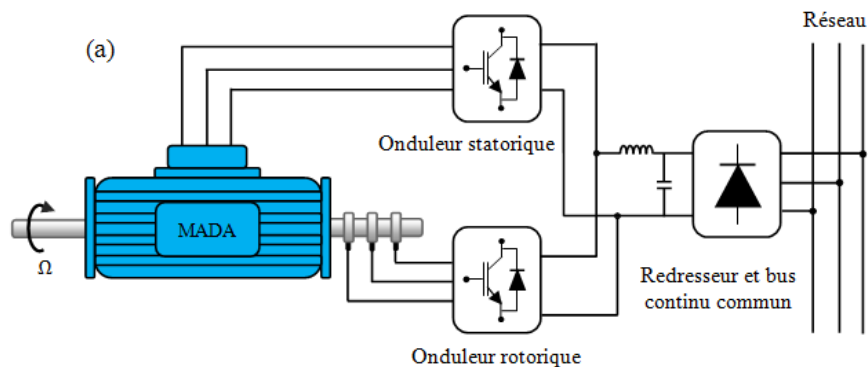 Réseau
(a)
Onduleur statorique
MADA
Ω
Redresseur et bus
continu commun
Onduleur rotorique